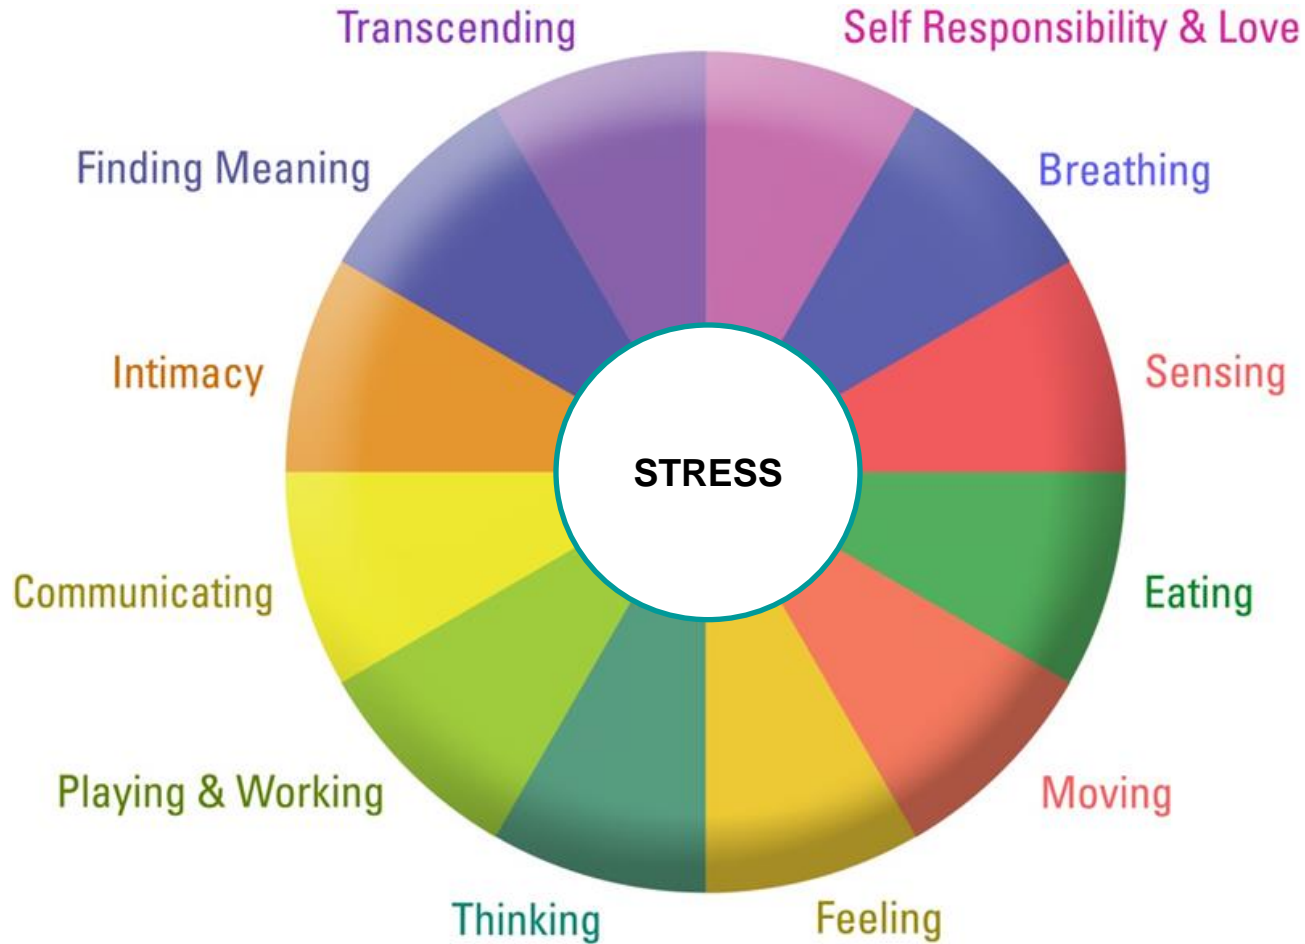 Transcending
Self Responsibility & Love
Finding Meaning
Breathing
Intimacy
Sensing
STRESS
Communicating
Eating
Playing & Working
Moving
Thinking
Feeling